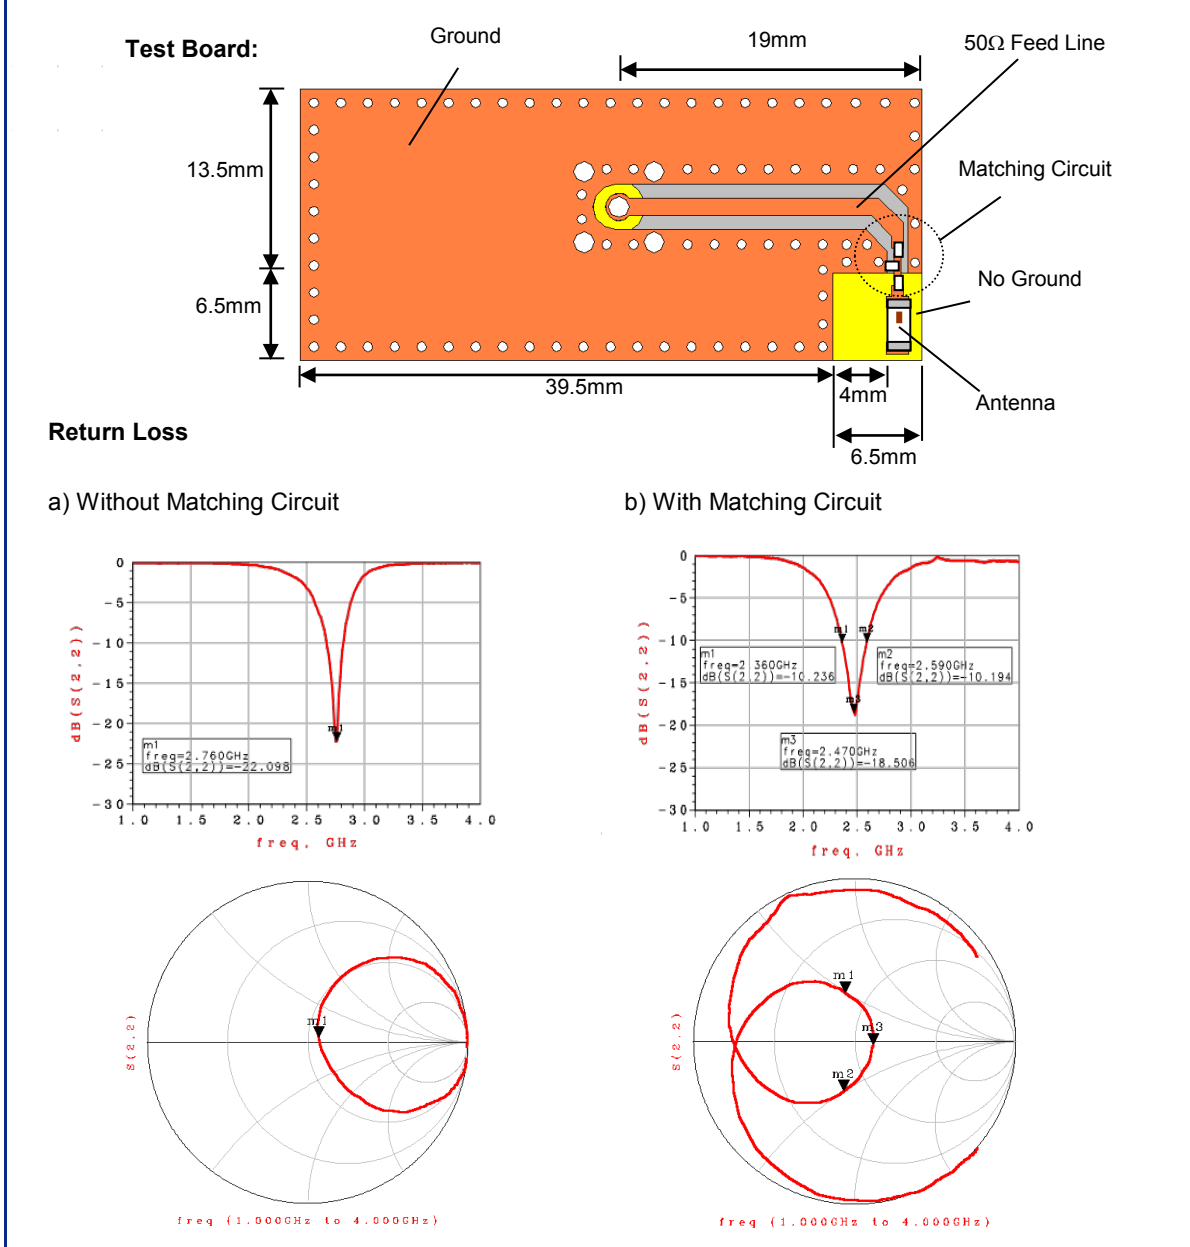 Test Board:
Ground
19mm
50Ω Feed Line
13.5mm
Matching Circuit
6.5mm
No Ground
39.5mm
4mm
Antenna
6.5mm
Return Loss
a) Without Matching Circuit
b) With Matching Circuit
0
-5
-10
-15
-20
-25
-30
dB(S(2,2))
m1
m1
freq=2.760GHz
dB(S(2,2))=-22.098
1.0 1.5 2.0 2.5 3.0 3.5 4.0
freq, GHz
0
-5
-10
-15
-20
-25
-30
dB(S(2,2))
m1 m2
m1
freq=2.360GHz
dB(S(2,2))=-10.236
m2
freq=2.590GHz
dB(S(2,2))=-10.194
m3
m3
freq=2.470GHz
dB(S(2,2))=-18.506
1.0 1.5 2.0 2.5 3.0 3.5 4.0
freq, GHz
m1
S(2,2)
freq (1.000GHz to 4.000GHz)
m1
m3
m2
S(2,2)
freq (1.000GHz to 4.000GHz)